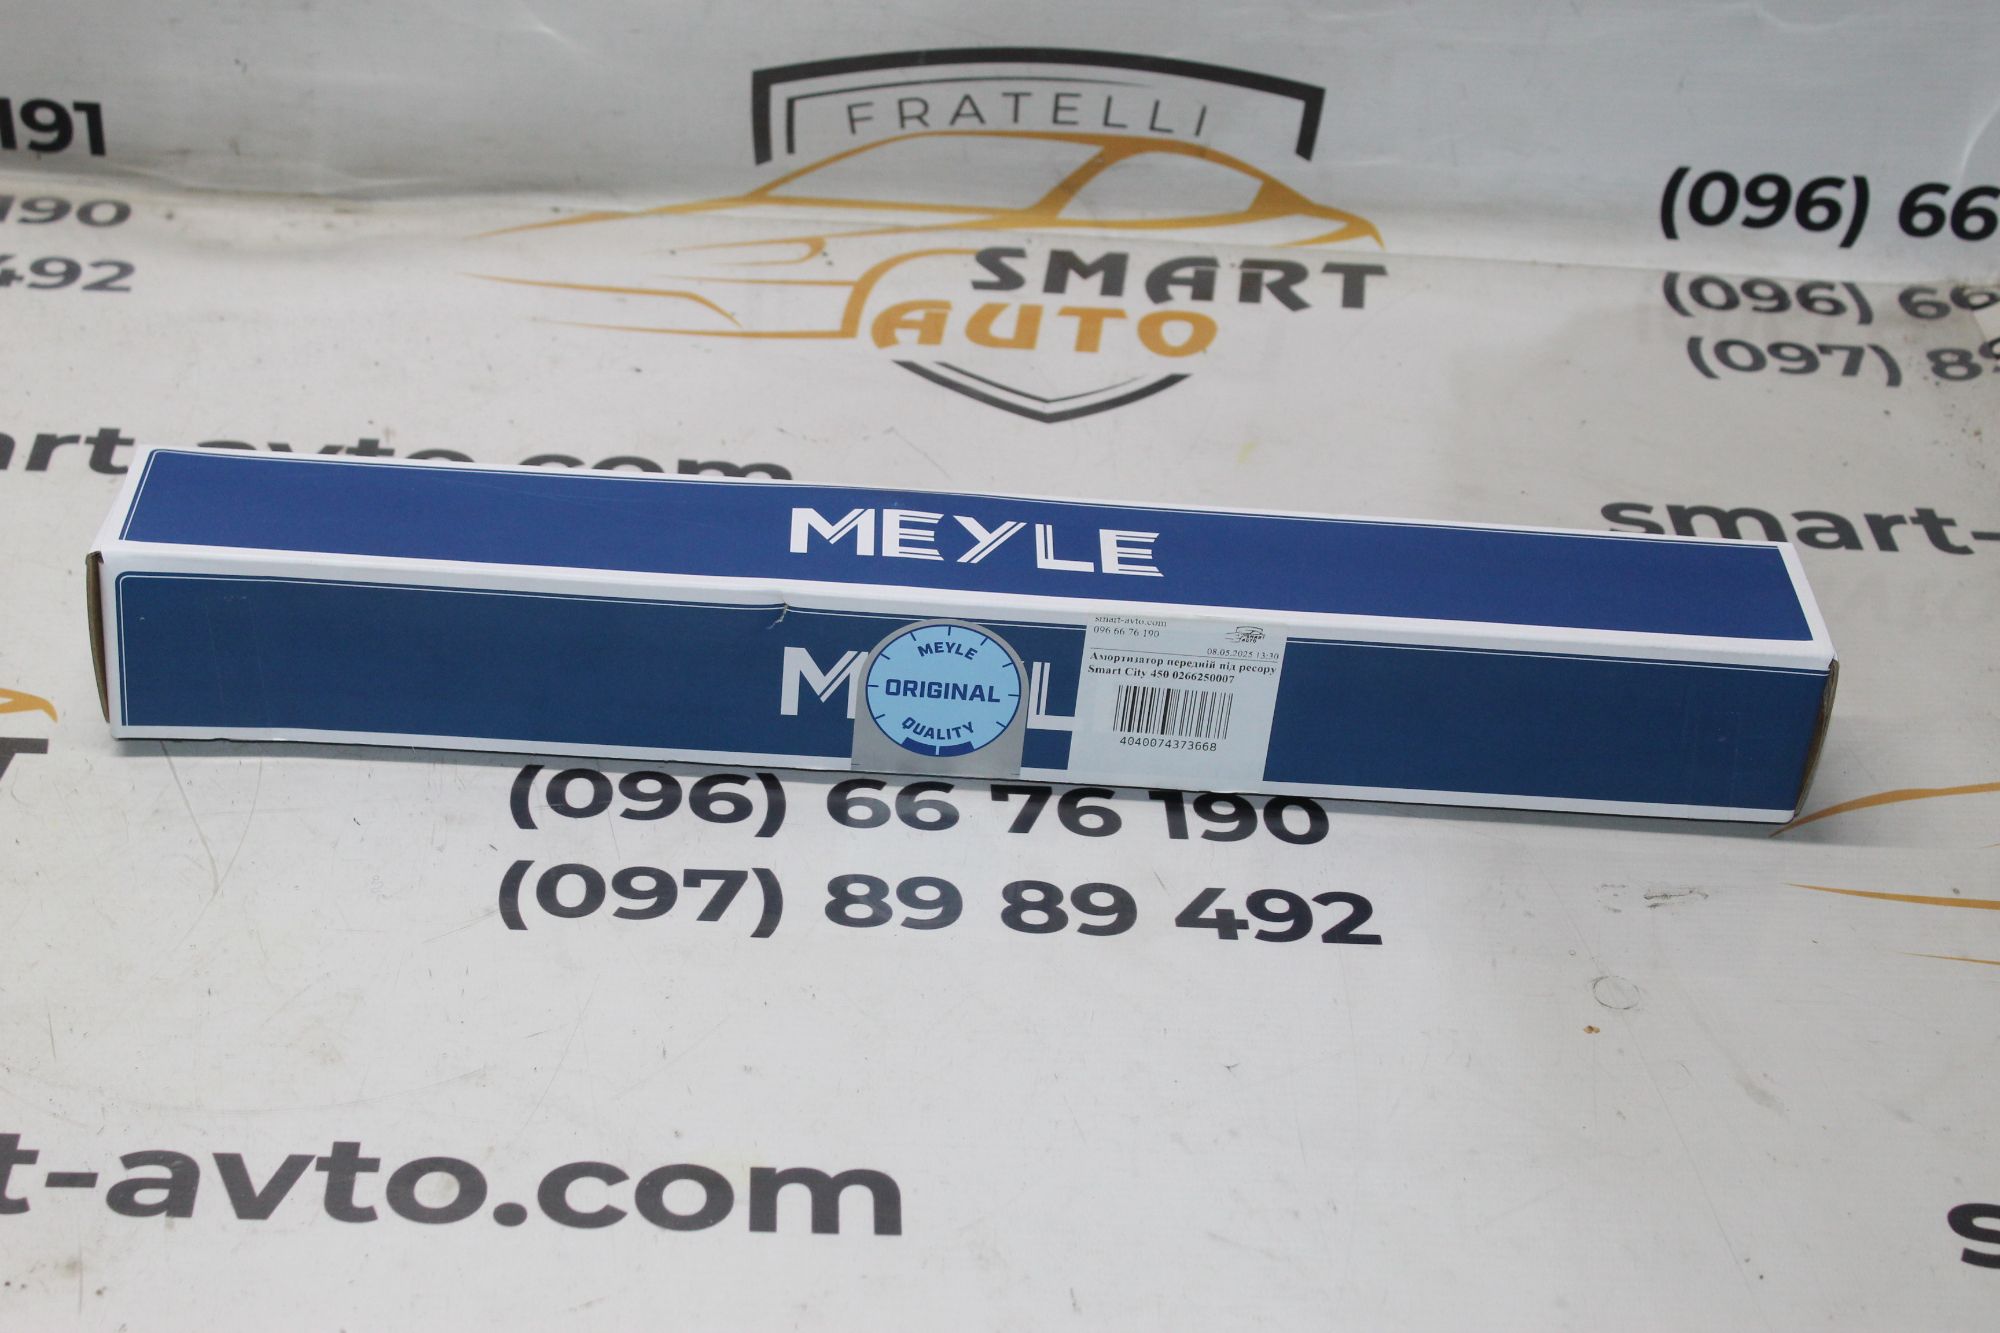 FRATELLI
SMART
AUTO
191
190
492
(096) 66
(096) 66
(097) 89
smart-
MEYLE
MEYLE
ORIGINAL
QUALITY
smart-avto.com
096 66 76 190
SMART
AUTO
08.05.2025 13:30
Амортизатор передній під ресору
Smart City 450 0266250007
4040074373668
(096) 66 76 190
(097) 89 89 492
t-avto.com